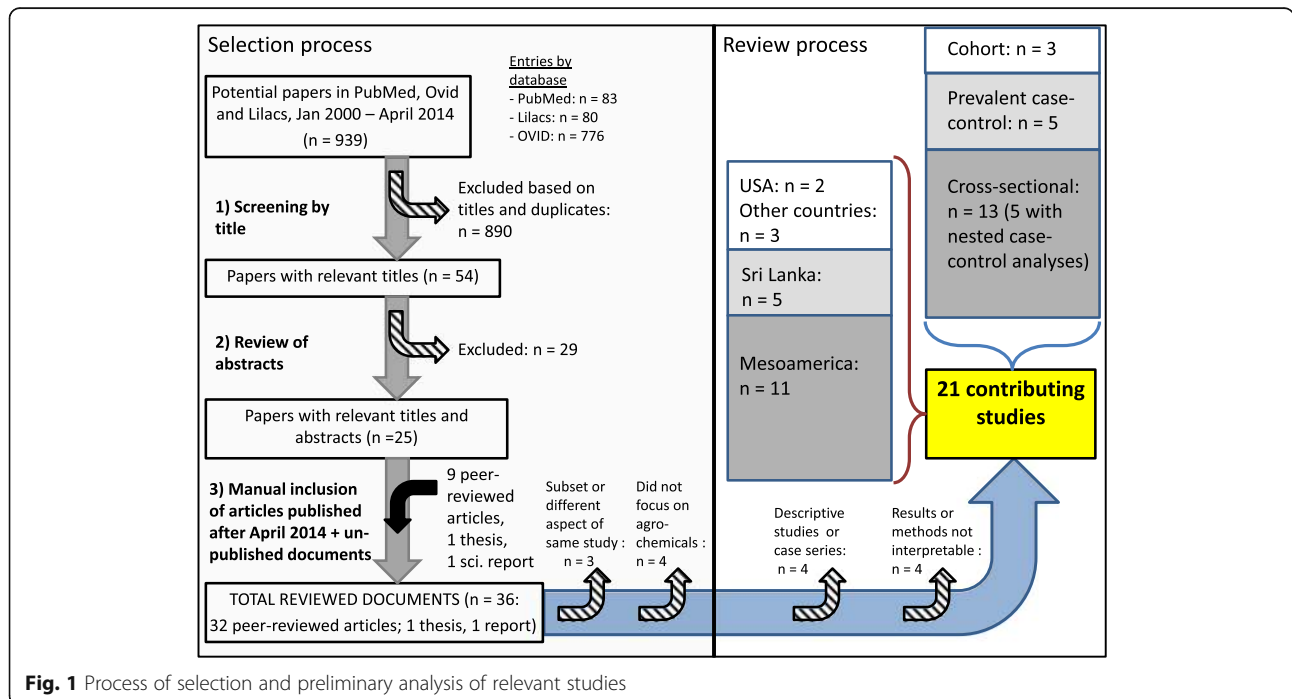 Selection process
Entries by
database
- PubMed: n = 83
- Lilacs: n = 80
- OVID: n = 776
Potential papers in PubMed, Ovid
and Lilacs, Jan 2000 – April 2014
(n = 939)
1) Screening by
title
Excluded based on
titles and duplicates:
n = 890
Papers with relevant titles (n = 54)
2) Review of
abstracts
Excluded: n = 29
Papers with relevant titles and
abstracts (n =25)
3) Manual inclusion
of articles published
after April 2014 + un-
published documents
9 peer-
reviewed
articles,
1 thesis,
1 sci. report
Subset or
different
aspect of
same study :
n = 3
Did not
focus on
agro-
chemicals :
n = 4
TOTAL REVIEWED DOCUMENTS (n = 36:
32 peer-reviewed articles; 1 thesis, 1 report)
Review process
Cohort: n = 3
Prevalent case-
control: n = 5
Cross-sectional:
n = 13 (5 with
nested case-
control analyses)
USA: n = 2
Other countries:
n = 3
Sri Lanka:
n = 5
Mesoamerica:
n = 11
21 contributing
studies
Descriptive
studies or
case series:
n = 4
Results or
methods not
interpretable :
n = 4
Fig. 1 Process of selection and preliminary analysis of relevant studies